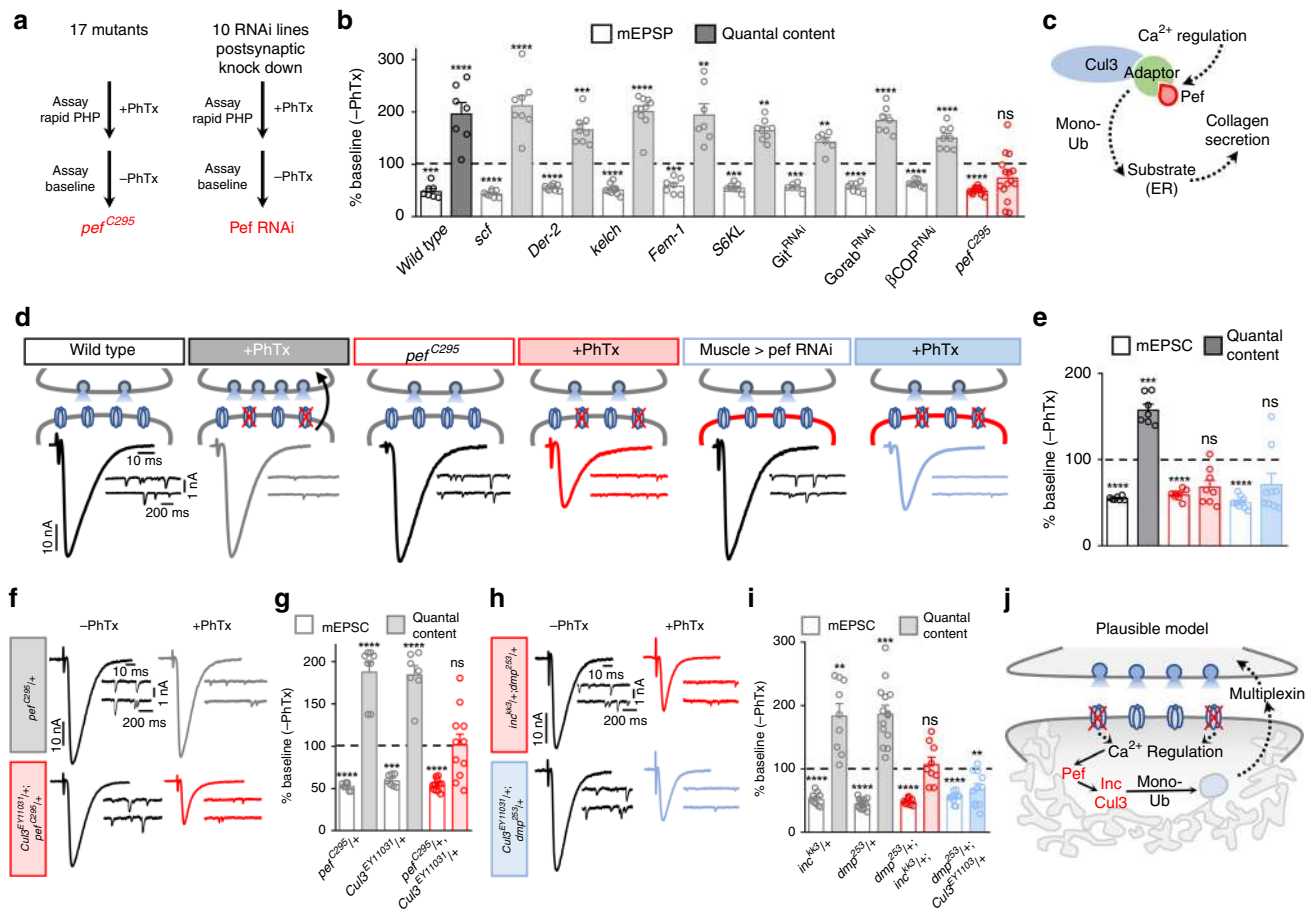 a
17 mutants
10 RNAi lines
postsynaptic
knock down
Assay
rapid PHP
+PhTx
Assay
rapid PHP
+PhTx
Assay
baseline
–PhTx
Assay
baseline
–PhTx
pef^C295
Pef RNAi
b
mEPSP
Quantal content
% baseline (–PhTx)
300
200
100
0
***
****
****
****
****
***
****
****
***
**
****
**
***
**
****
****
****
****
****
ns
Wild type
scf
Der-2
kelch
Fem-1
S6KL
Git^RNAi
Gorab^RNAi
βCOP^RNAi
pef^C295
c
Ca2+ regulation
Cul3
Adaptor
Pef
Mono-
Ub
Collagen
secretion
Substrate
(ER)
d
Wild type
+PhTx
pef^C295
+PhTx
Muscle > pef RNAi
+PhTx
10 ms
1 nA
200 ms
10 nA
e
mEPSC
Quantal
content
% baseline (–PhTx)
200
100
0
****
***
****
ns
****
ns
f
–PhTx
+PhTx
pef^C295/+
10 ms
1 nA
200 ms
10 nA
Cul3^EY11031/+;
pef^C295/+
g
mEPSC
Quantal
content
% baseline (–PhTx)
200
150
100
50
0
****
****
***
****
****
ns
pef^C295/+
Cul3^EY11031/+
pef^C295/+,
Cul3^EY11031/+
h
–PhTx
+PhTx
inc^kk3/+;dmp^253/+
10 ms
1 nA
200 ms
10 nA
Cul3^EY11031/+;
dmp^253/+
i
mEPSC
Quantal
content
% baseline (–PhTx)
300
200
100
0
****
**
****
***
****
ns
****
**
inc^kk3/+
dmp^253/+
dmp^253/+;
inc^kk3/+;
dmp^253/+;
Cul3^EY1103/+
j
Plausible model
Multiplexin
Ca2+ Regulation
Pef
Inc
Cul3
Mono-
Ub